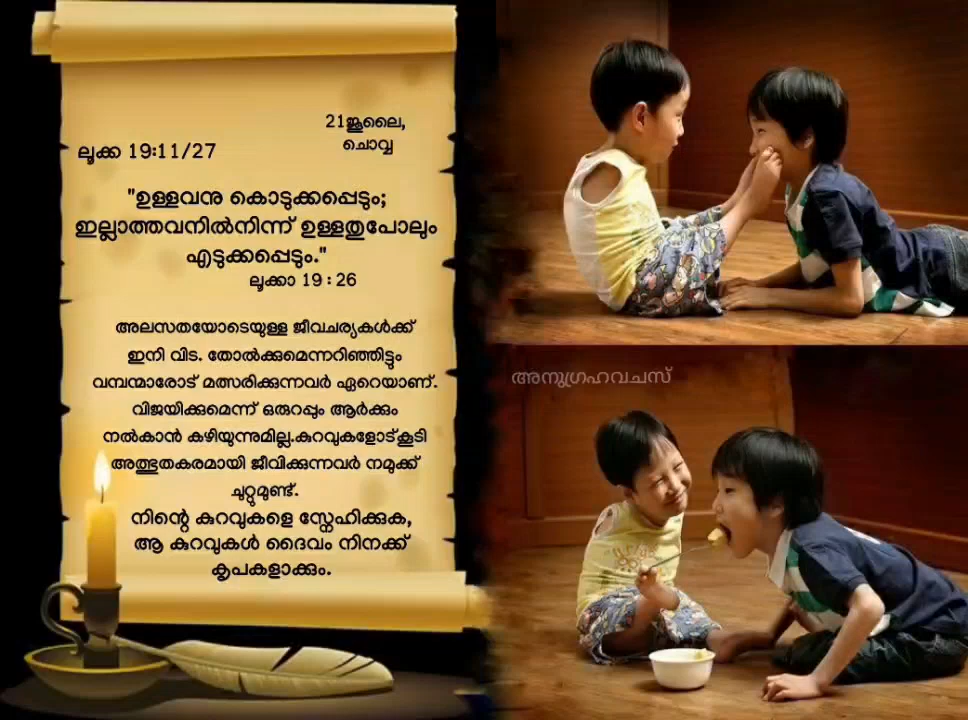 21ജൂലൈ,
ചൊവ്വ
ലൂക്ക 19:11/27
"ഉള്ളവനു കൊടുക്കപ്പെടും;
ഇല്ലാത്തവനിൽനിന്ന് ഉള്ളതുപോലും
എടുക്കപ്പെടും."
ലൂക്കാ 19 : 26
അലസതയോടെയുള്ള ജീവചര്യകൾക്ക്
ഇനി വിട. തോൽക്കുമെന്നറിഞ്ഞിട്ടും
വമ്പന്മാരോട് മത്സരിക്കുന്നവർ ഏറെയാണ്.
വിജയിക്കുമെന്ന് ഒരുറപ്പും ആർക്കും
നൽകാൻ കഴിയുന്നുമില്ല.കുറവുകളോട്കൂടി
അത്ഭുതകരമായി ജീവിക്കുന്നവർ നമുക്ക്
ചുറ്റുമുണ്ട്.
നിന്റെ കുറവുകളെ സ്നേഹിക്കുക,
ആ കുറവുകൾ ദൈവം നിനക്ക്
കൃപകളാക്കും.
അനുഗ്രഹവചസ്